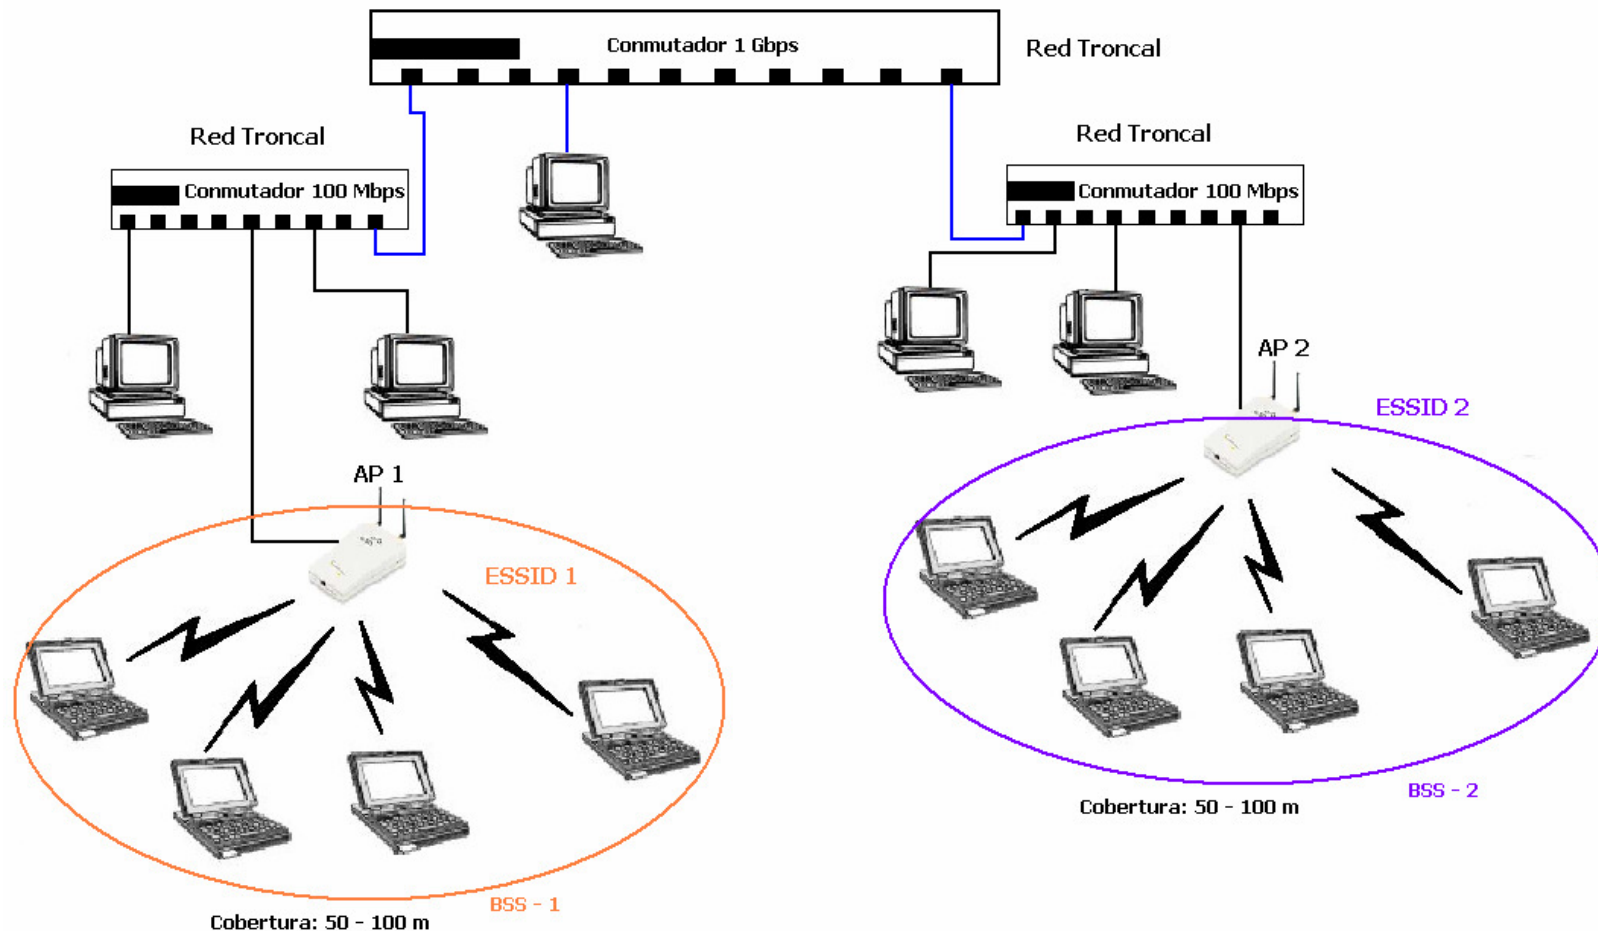 Conmutador 1 Gbps
Red Troncal
Red Troncal
Conmutador 100 Mbps
Red Troncal
Conmutador 100 Mbps
AP 1
ESSID 1
BSS - 1
Cobertura: 50 - 100 m
AP 2
ESSID 2
BSS - 2
Cobertura: 50 - 100 m